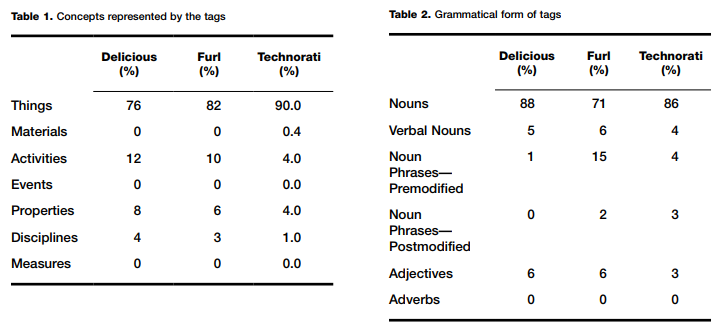 Table 1. Concepts represented by the tags
Delicious Furl Technorati
(%) (%) (%)
Things 76 82 90.0
Materials 0 0 0.4
Activities 12 10 4.0
Events 0 0 0.0
Properties 8 6 4.0
Disciplines 4 3 1.0
Measures 0 0 0.0
Table 2. Grammatical form of tags
Delicious Furl Technorati
(%) (%) (%)
Nouns 88 71 86
Verbal Nouns 5 6 4
Noun 1 15 4
Phrases—
Premodified
Noun 0 2 3
Phrases—
Postmodified
Adjectives 6 6 3
Adverbs 0 0 0